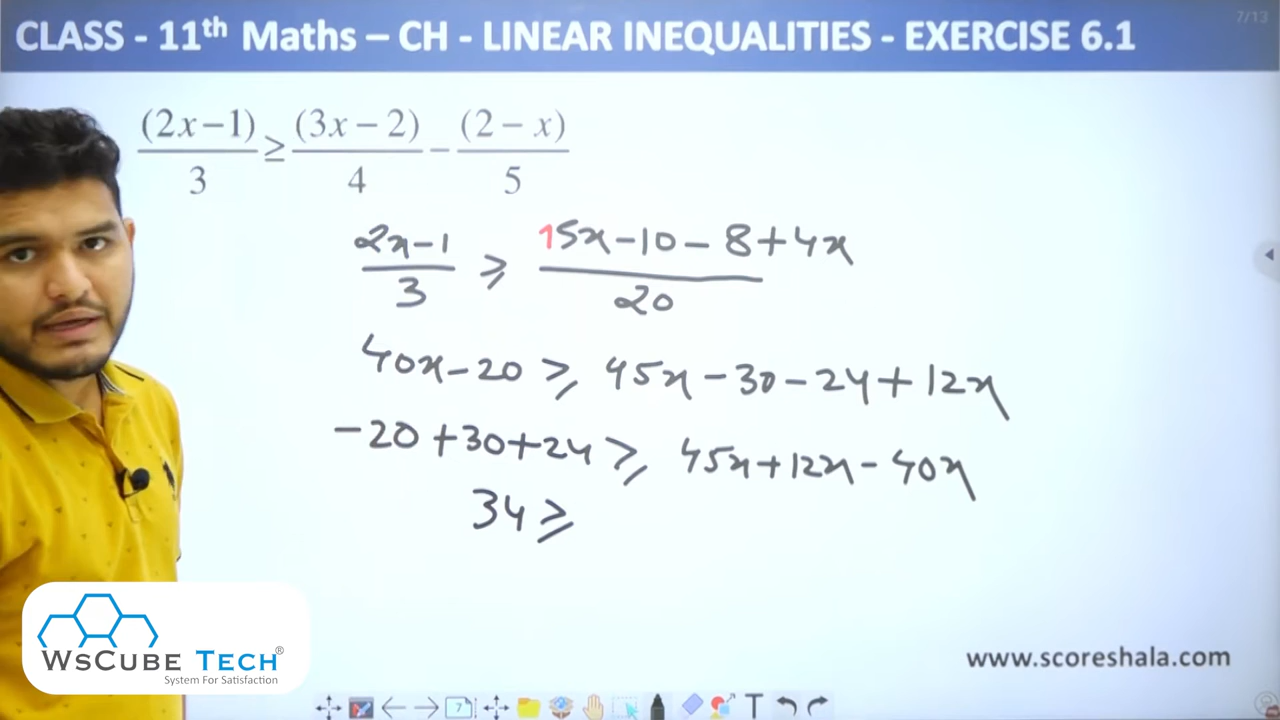 7/13
CLASS - 11th Maths – CH - LINEAR INEQUALITIES - EXERCISE 6.1
(2x−1)/3 ≥ (3x−2)/4 − (2−x)/5
2x−1/3 ≥ 15x−10−8+4x/20
40x−20 ≥ 45x−30−24+12x
−20+30+24 ≥ 45x+12x−40x
34 ≥
WsCube Tech®
System For Satisfaction
www.scoreshala.com
7
T